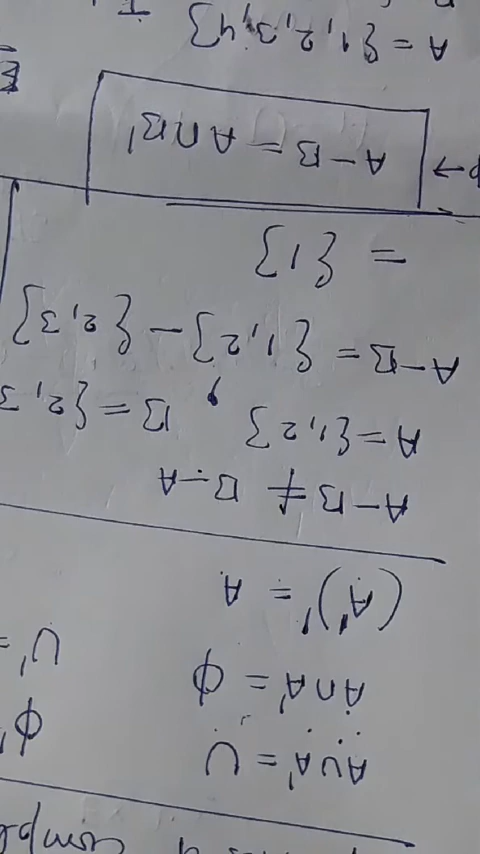 A∪A' = U φ'
A∩A' = φ U' =
(A')' = A
A−B ≠ B−A
A = {1, 2} , B = {2, 3
A−B = {1, 2} − {2, 3}
= {1}
A−B = A∩B'
A = {1, 2, 3, 4}